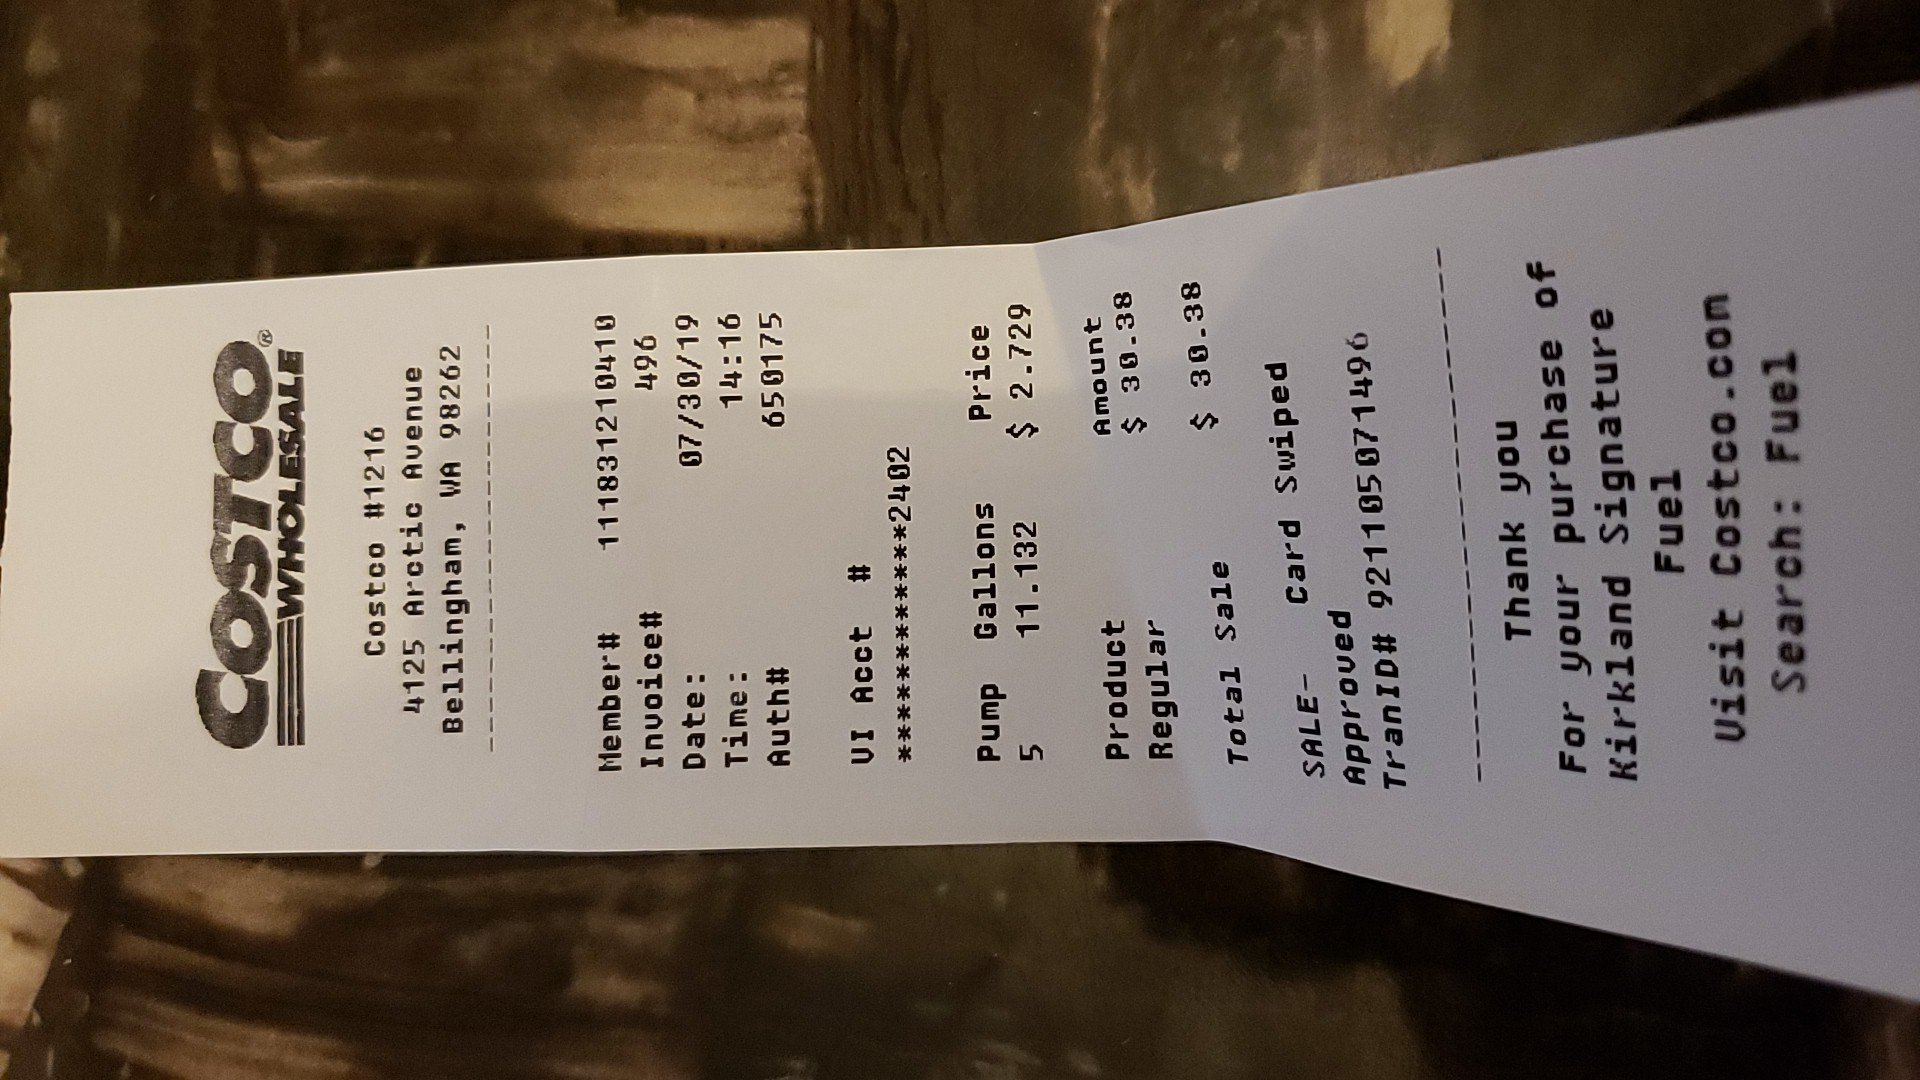 COSTCO®
WHOLESALE
Costco #1216
4125 Arctic Avenue
Bellingham, WA 98262
----------------------
Member# 111831210410
Invoice# 496
Date: 07/30/19
Time: 14:16
Auth# 650175
VI Acct #
************2402
Pump Gallons Price
5 11.132 $ 2.729
Product Amount
Regular $ 30.38
Total Sale $ 30.38
SALE- Card Swiped
Approved
TranID# 921105071496
----------------------
Thank you
For your purchase of
Kirkland Signature
Fuel
Visit Costco.com
Search: Fuel